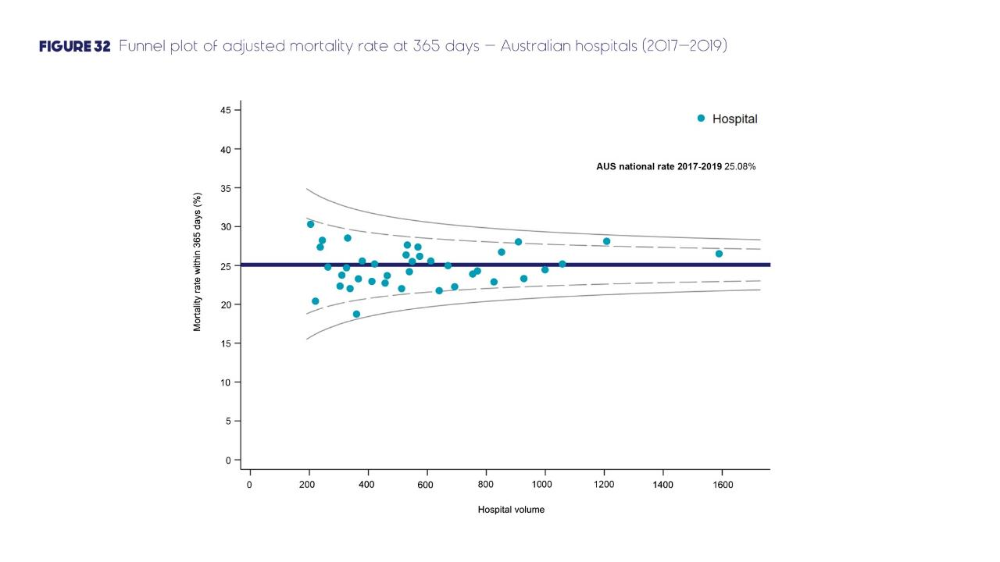 FIGURE 32 Funnel plot of adjusted mortality rate at 365 days – Australian hospitals (2017–2019)
Hospital
AUS national rate 2017-2019 25.08%
Mortality rate within 365 days (%)
45
40
35
30
25
20
15
10
5
0
0 200 400 600 800 1000 1200 1400 1600
Hospital volume